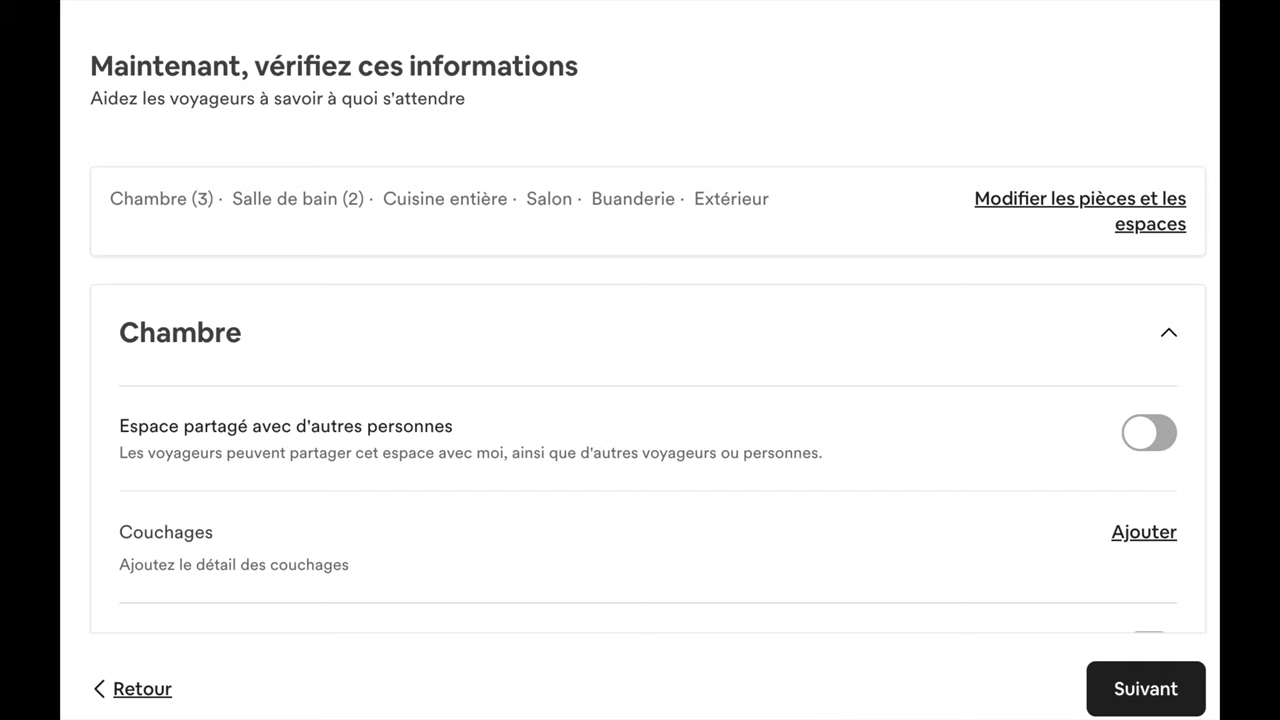 Maintenant, vérifiez ces informations
Aidez les voyageurs à savoir à quoi s'attendre
Chambre (3) · Salle de bain (2) · Cuisine entière · Salon · Buanderie · Extérieur
Modifier les pièces et les
espaces
Chambre
Espace partagé avec d'autres personnes
Les voyageurs peuvent partager cet espace avec moi, ainsi que d'autres voyageurs ou personnes.
Couchages
Ajouter
Ajoutez le détail des couchages
Retour
Suivant